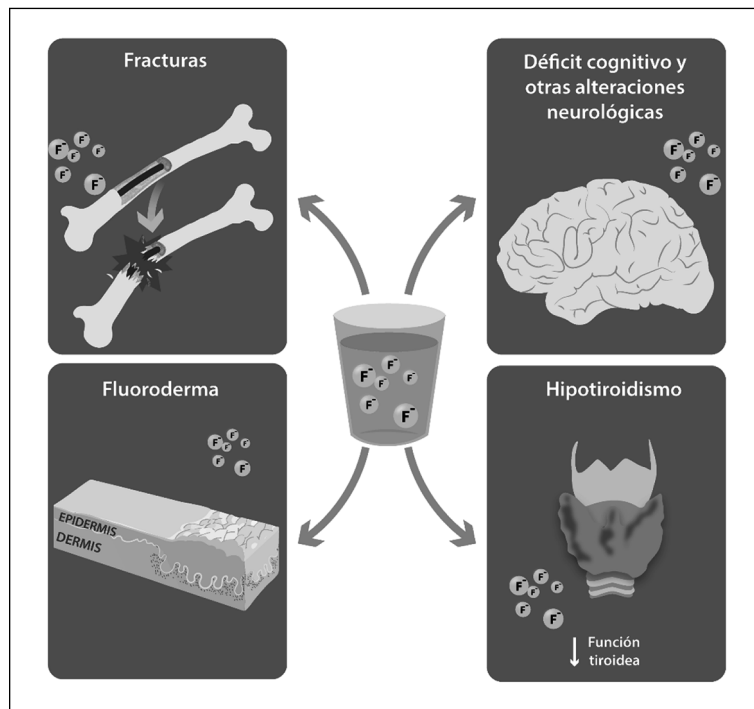 Fracturas
F⁻ F⁻ F⁻ F⁻ F⁻ F⁻
Déficit cognitivo y
otras alteraciones
neurológicas
F⁻ F⁻ F⁻ F⁻ F⁻ F⁻
F⁻ F⁻ F⁻ F⁻ F⁻ F⁻
Fluoroderma
F⁻ F⁻ F⁻ F⁻ F⁻ F⁻
EPIDERMIS
DERMIS
Hipotiroidismo
F⁻ F⁻ F⁻ F⁻ F⁻ F⁻
↓ Función
tiroidea